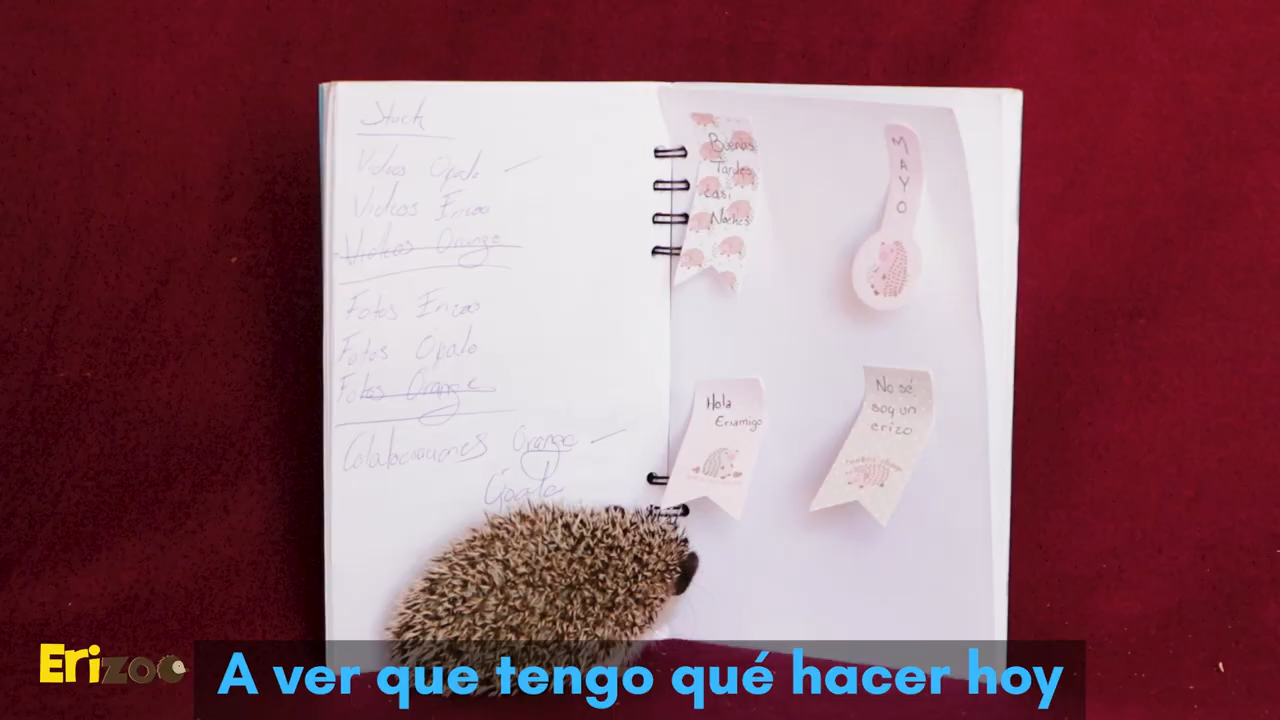 Stock
Videos Opalo
Videos Erizoo
Videos Orange
Fotos Erizoo
Fotos Opalo
Fotos Orange
Colaboraciones Orange
Opalo
Buenas
Tardes
casi
Noches
MAYO
Hola
Erizamigo
No sé
soy un
erizo
Erizoo
A ver que tengo qué hacer hoy